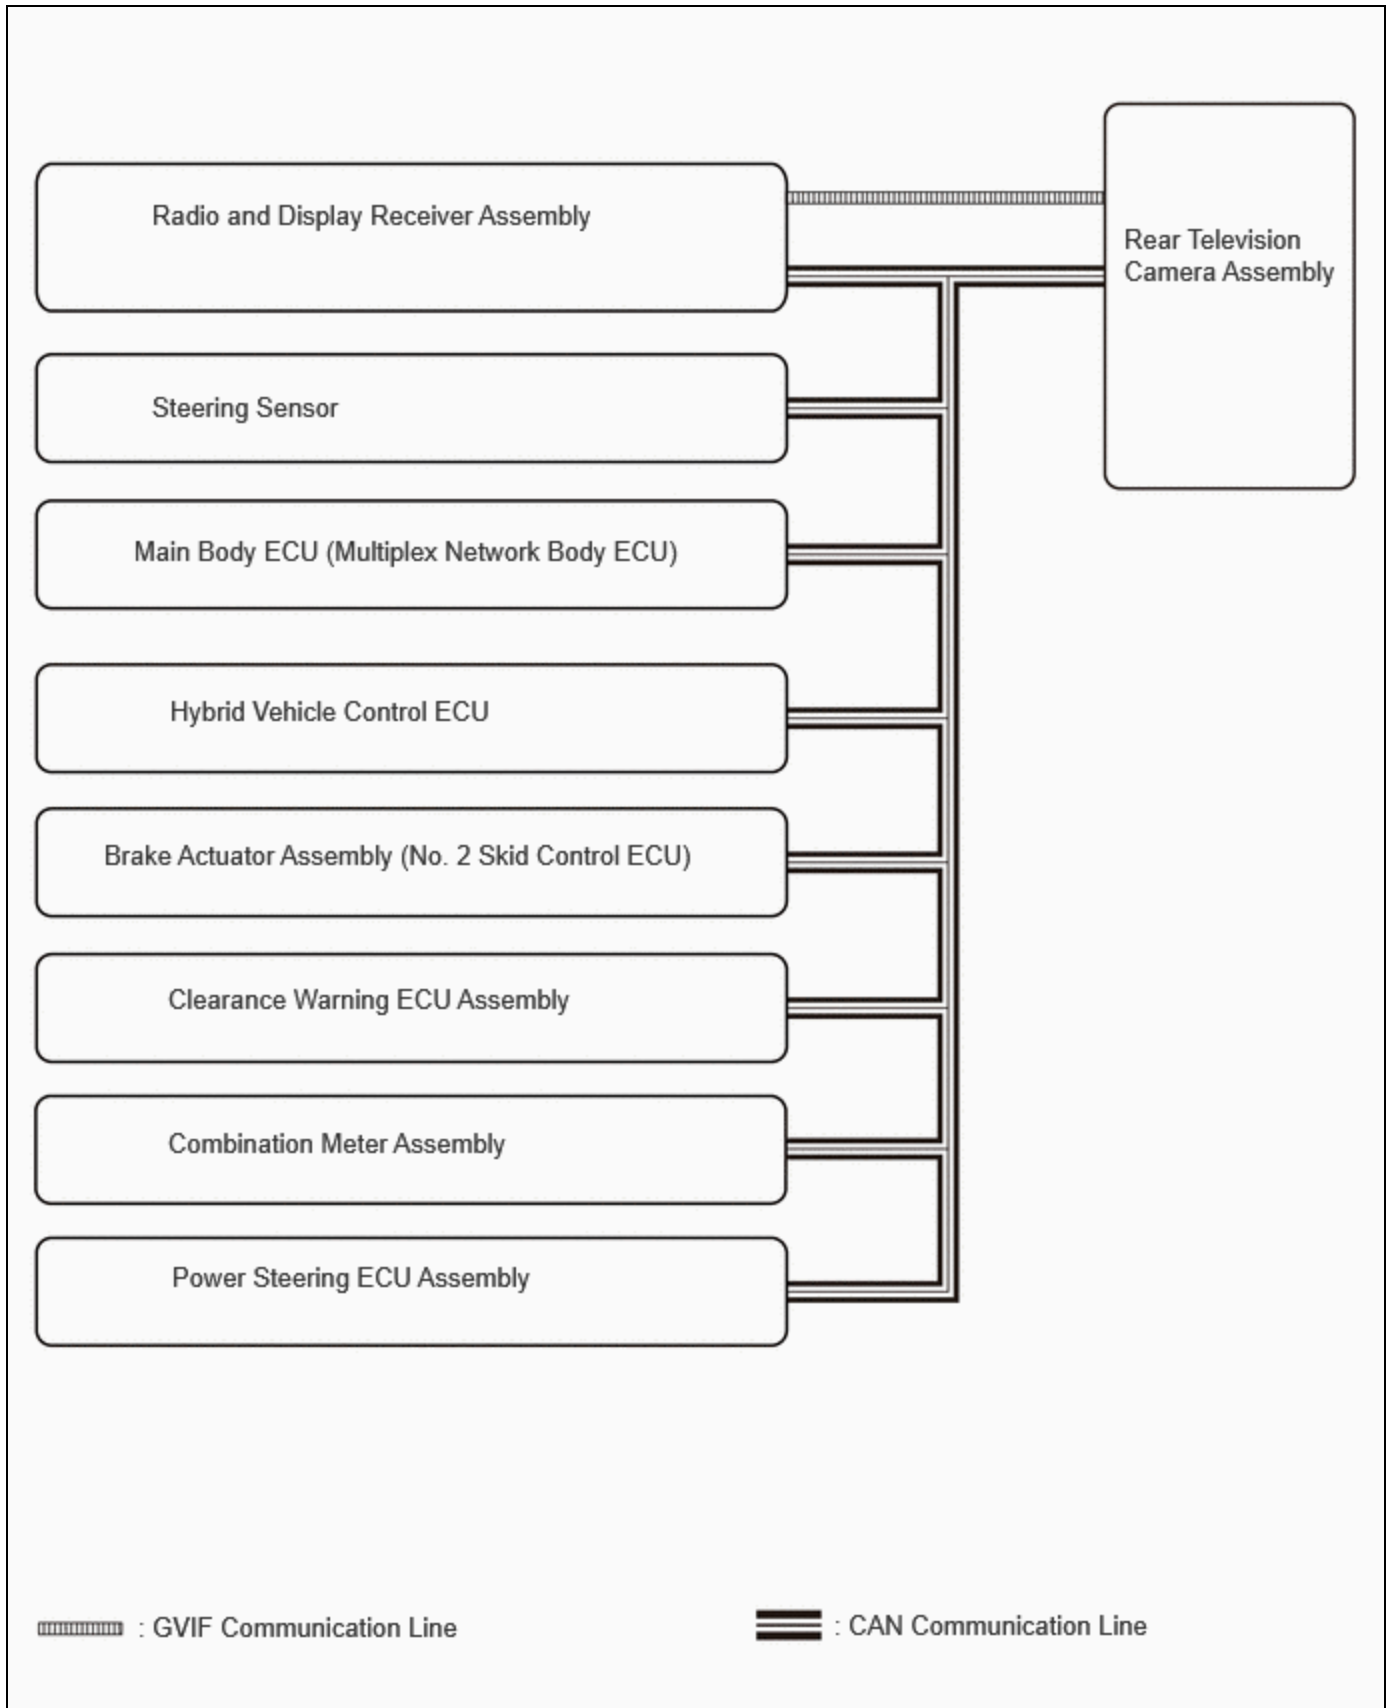 Radio and Display Receiver Assembly
Rear Television
Camera Assembly
Steering Sensor
Main Body ECU (Multiplex Network Body ECU)
Hybrid Vehicle Control ECU
Brake Actuator Assembly (No. 2 Skid Control ECU)
Clearance Warning ECU Assembly
Combination Meter Assembly
Power Steering ECU Assembly
: GVIF Communication Line
: CAN Communication Line